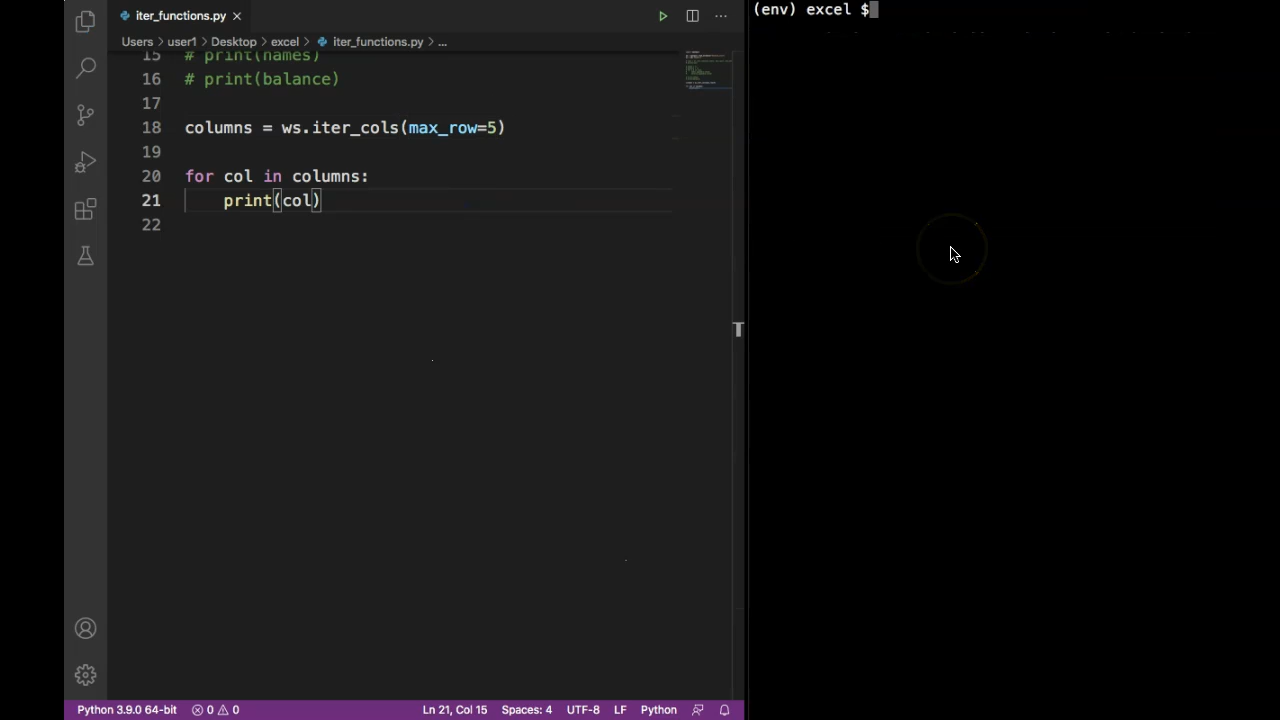 iter_functions.py
Users > user1 > Desktop > excel > iter_functions.py > ...
15 # print(names)
16 # print(balance)
17
18 columns = ws.iter_cols(max_row=5)
19
20 for col in columns:
21 print(col)
22
Python 3.9.0 64-bit 0 0 Ln 21, Col 15 Spaces: 4 UTF-8 LF Python
(env) excel $